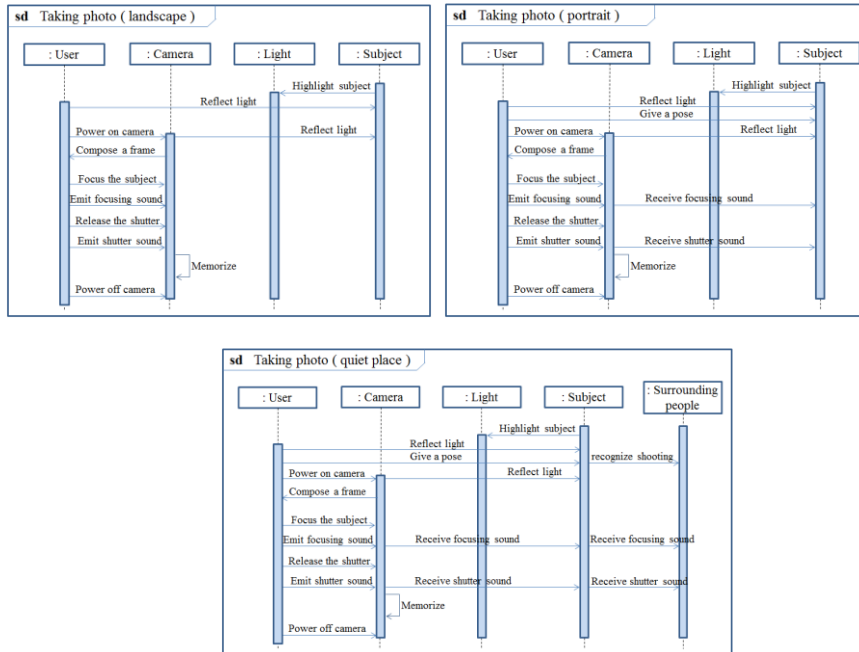 sd Taking photo ( landscape )
: User : Camera : Light : Subject
Highlight subject
Reflect light
Power on camera Reflect light
Compose a frame
Focus the subject
Emit focusing sound
Release the shutter
Emit shutter sound
Memorize
Power off camera
sd Taking photo ( portrait )
: User : Camera : Light : Subject
Highlight subject
Reflect light
Give a pose
Power on camera Reflect light
Compose a frame
Focus the subject
Emit focusing sound Receive focusing sound
Release the shutter
Emit shutter sound Receive shutter sound
Memorize
Power off camera
sd Taking photo ( quiet place )
: User : Camera : Light : Subject : Surrounding
people
Highlight subject
Reflect light
Give a pose recognize shooting
Power on camera Reflect light
Compose a frame
Focus the subject
Emit focusing sound Receive focusing sound Receive focusing sound
Release the shutter
Emit shutter sound Receive shutter sound Receive shutter sound
Memorize
Power off camera